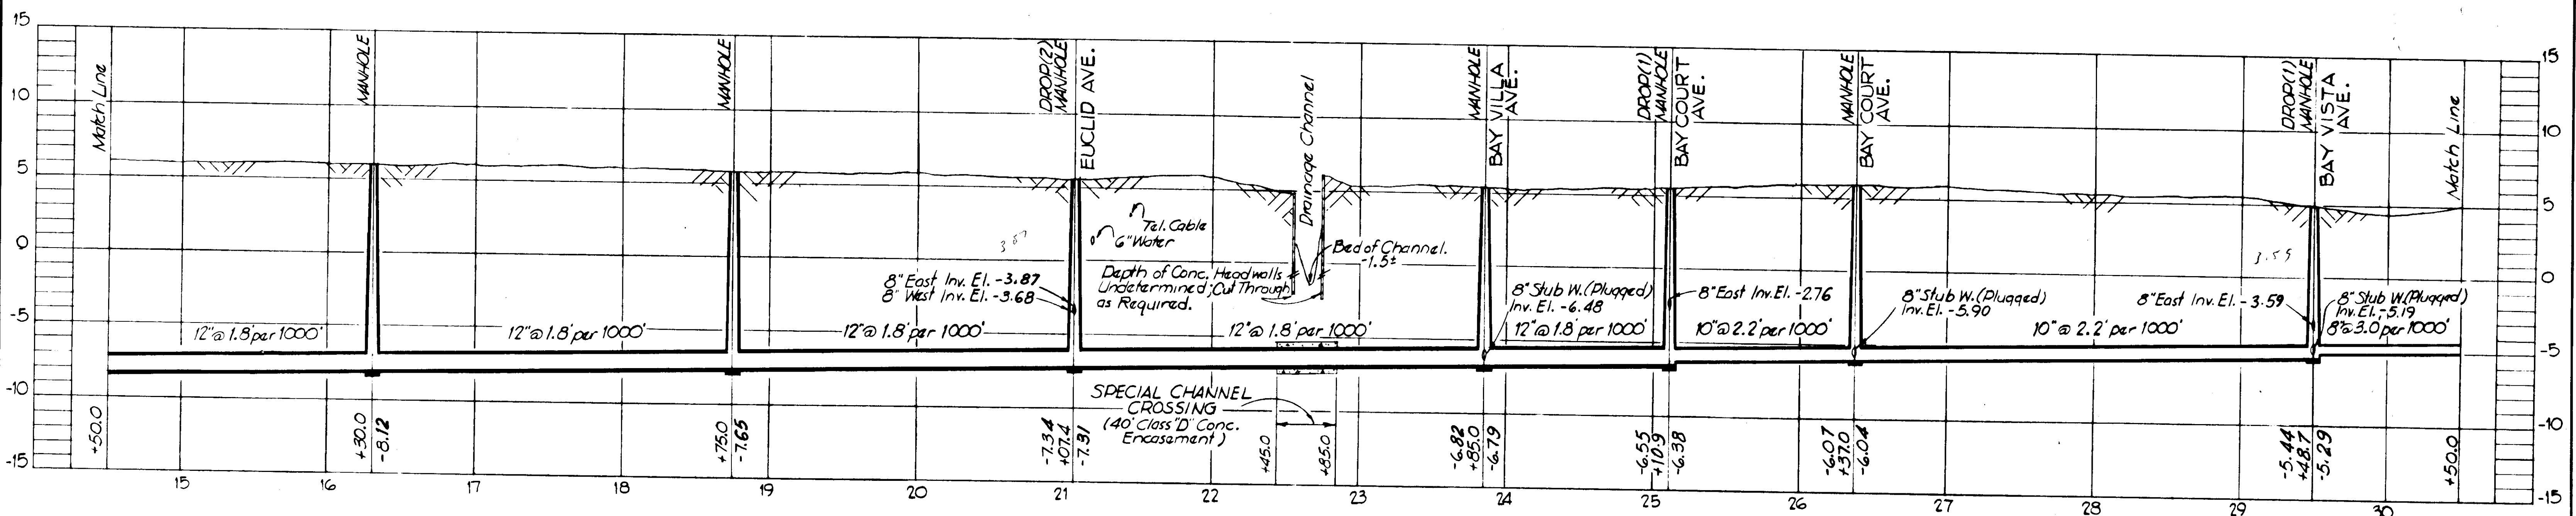 15
10
5
0
-5
-10
-15
Match Line
MANHOLE
MANHOLE
DROP(2)
MANHOLE
EUCLID AVE.
Drainage Channel
MANHOLE
BAY VILLA
AVE.
DROP(1)
MANHOLE
BAY COURT
AVE.
MANHOLE
BAY COURT
AVE.
DROP(1)
MANHOLE
BAY VISTA
AVE.
Match Line
15
10
5
0
-5
-10
-15
Tel. Cable
6" Water
Bed of Channel.
-1.5±
Depth of Conc. Headwalls
Undetermined; Cut Through
as Required.
8" East Inv. El. -3.87
8" West Inv. El. -3.68
8" Stub W. (Plugged)
Inv. El. -6.48
8" East Inv. El. -2.76
8" Stub W. (Plugged)
Inv. El. -5.90
3.59
8" East Inv. El. -3.59
8" Stub W. (Plugged)
Inv. El. -5.19
12" @ 1.8' per 1000'
12" @ 1.8' per 1000'
12" @ 1.8' per 1000'
12" @ 1.8' per 1000'
12" @ 1.8' per 1000'
10" @ 2.2' per 1000'
10" @ 2.2' per 1000'
8" @ 3.0 per 1000'
SPECIAL CHANNEL
CROSSING
(40' Class "D" Conc.
Encasement)
+50.0
+30.0
-8.12
+75.0
-7.65
-7.34
+07.4
-7.31
+45.0
+85.0
-6.82
+85.0
-6.79
-6.55
+10.9
-6.38
-6.07
+37.0
-6.04
-5.44
+48.7
-5.29
+50.0
15 16 17 18 19 20 21 22 23 24 25 26 27 28 29 30